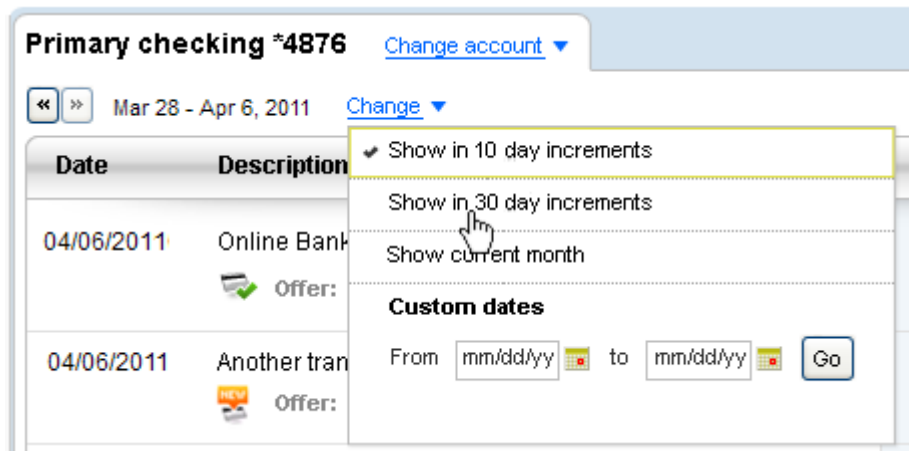 Primary checking *4876 Change account
« » Mar 28 - Apr 6, 2011 Change
Date Description
Show in 10 day increments
Show in 30 day increments
04/06/2011 Online Bank
Show current month
Offer:
Custom dates
04/06/2011 Another tran
From mm/dd/yy to mm/dd/yy Go
NEW Offer: